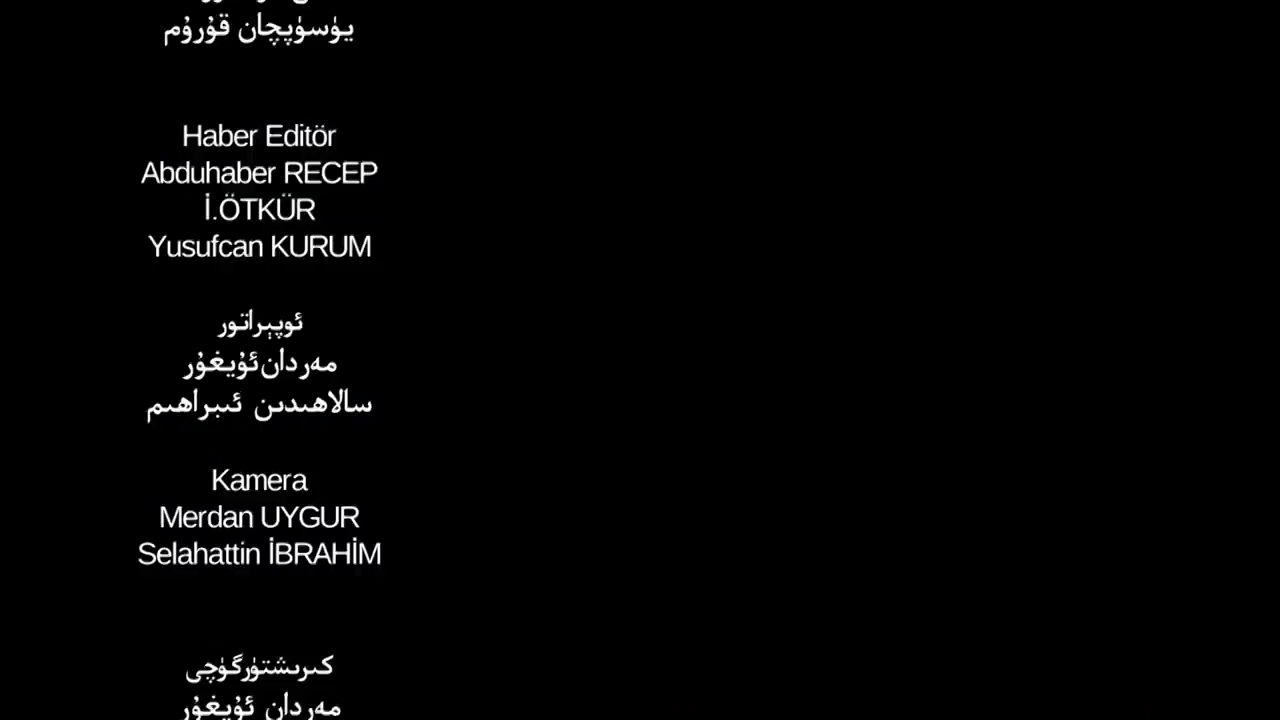 يۈسۈپچان قۇرۇم
Haber Editör
Abduhaber RECEP
İ.ÖTKÜR
Yusufcan KURUM
ئوپېراتور
مەردان ئۇيغۇر
سالاھىدىن ئىبراھىم
Kamera
Merdan UYGUR
Selahattin İBRAHİM
كىرىشتۈرگۈچى
مەردان ئۇيغۇر